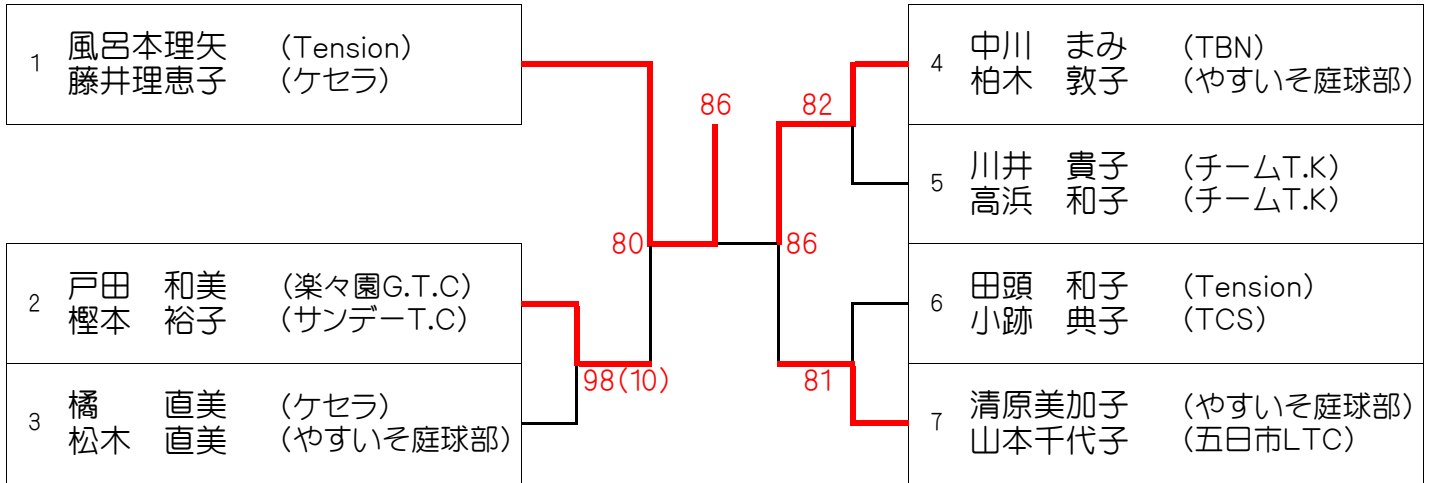 1 風呂本理矢 (Tension)
藤井理恵子 (ケセラ)
2 戸田 和美 (楽々園G.T.C)
樫本 裕子 (サンデーT.C)
3 橘 直美 (ケセラ)
松木 直美 (やすいそ庭球部)
80
98(10)
86
82
86
81
4 中川 まみ (TBN)
柏木 敦子 (やすいそ庭球部)
5 川井 貴子 (チームT.K)
高浜 和子 (チームT.K)
6 田頭 和子 (Tension)
小跡 典子 (TCS)
7 清原美加子 (やすいそ庭球部)
山本千代子 (五日市LTC)